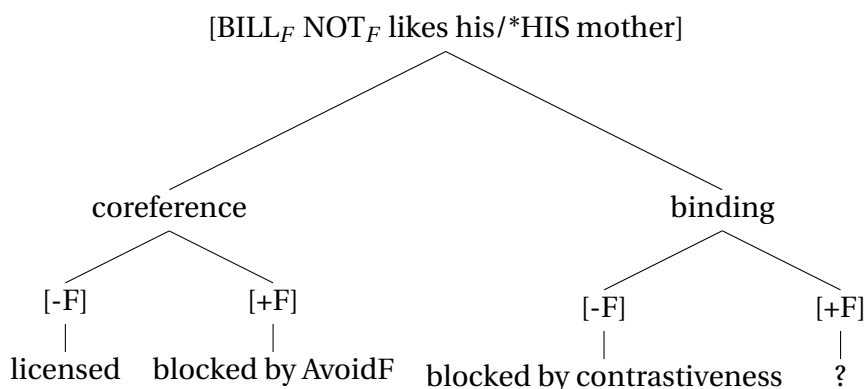 [BILL_F NOT_F likes his/*HIS mother]
coreference binding
[-F] [+F] [-F] [+F]
licensed blocked by AvoidF blocked by contrastiveness ?